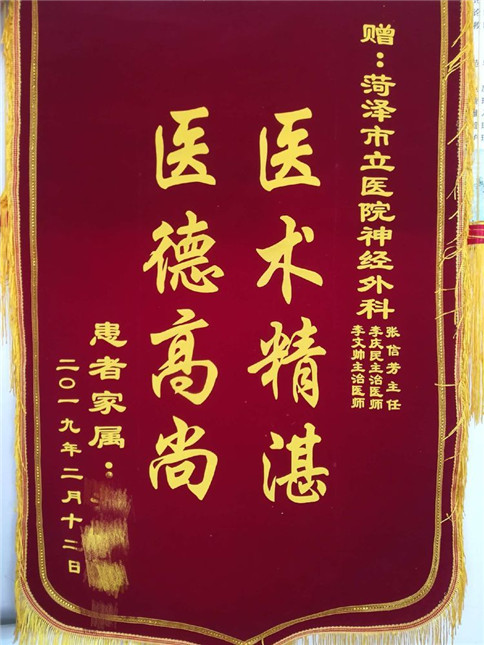 赠：菏泽市立医院神经外科
张信芳主任
李庆民主治医师
李文帅主治医师
医术精湛
医德高尚
患者家属：
二〇一九年二月十二日